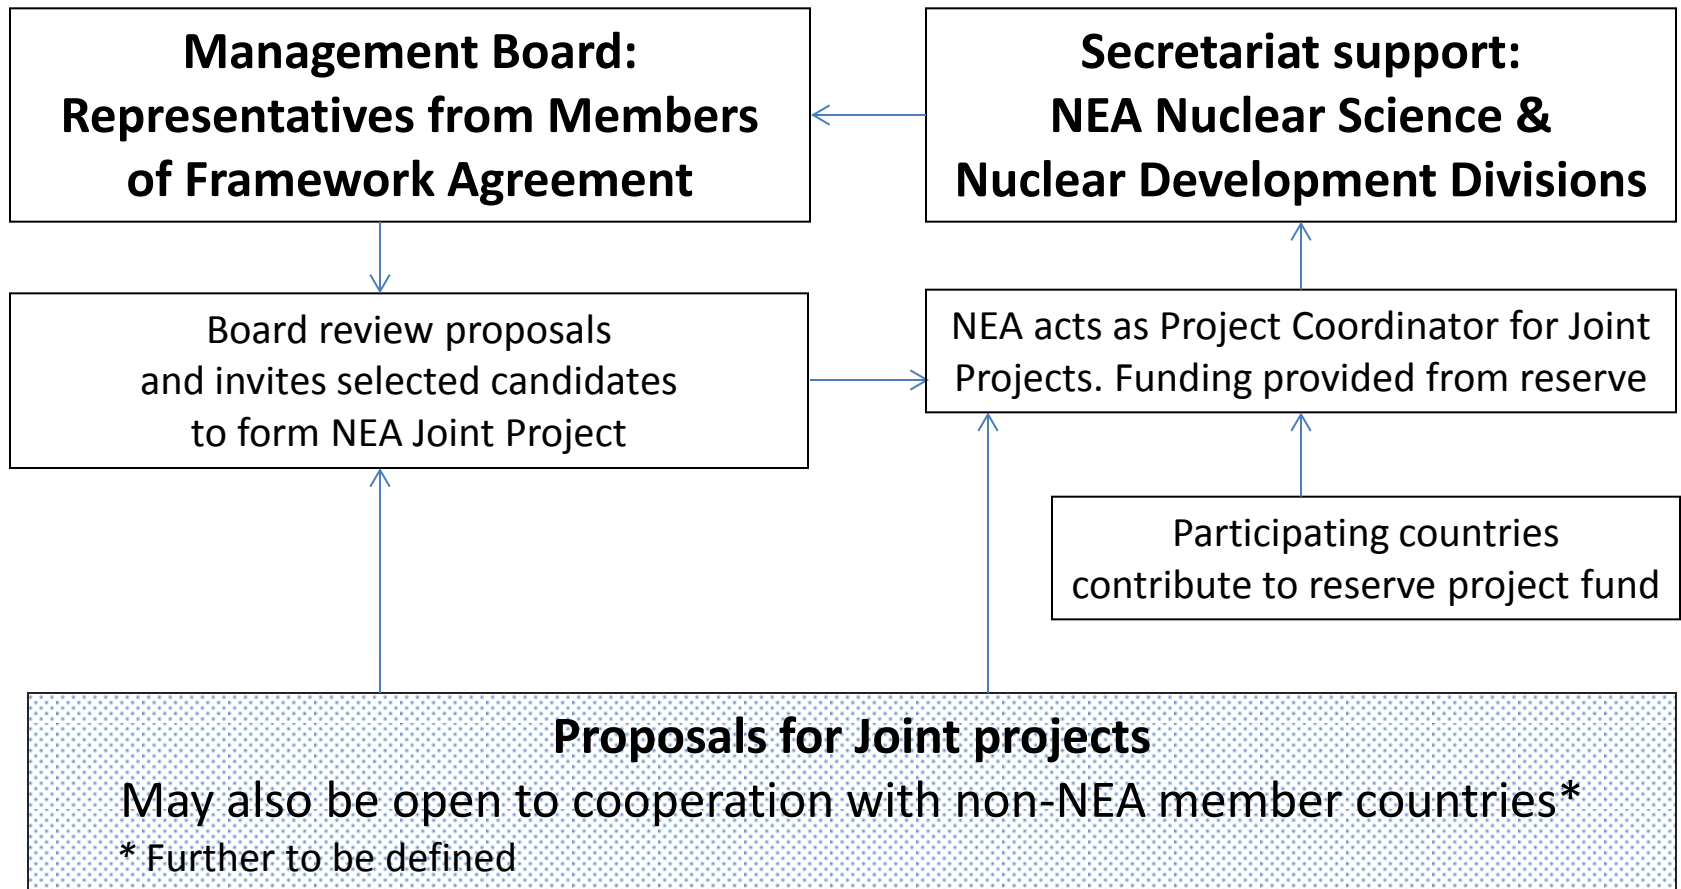 Management Board:
Representatives from Members
of Framework Agreement
Secretariat support:
NEA Nuclear Science &
Nuclear Development Divisions
Board review proposals
and invites selected candidates
to form NEA Joint Project
NEA acts as Project Coordinator for Joint
Projects. Funding provided from reserve
Participating countries
contribute to reserve project fund
Proposals for Joint projects
May also be open to cooperation with non-NEA member countries*
* Further to be defined